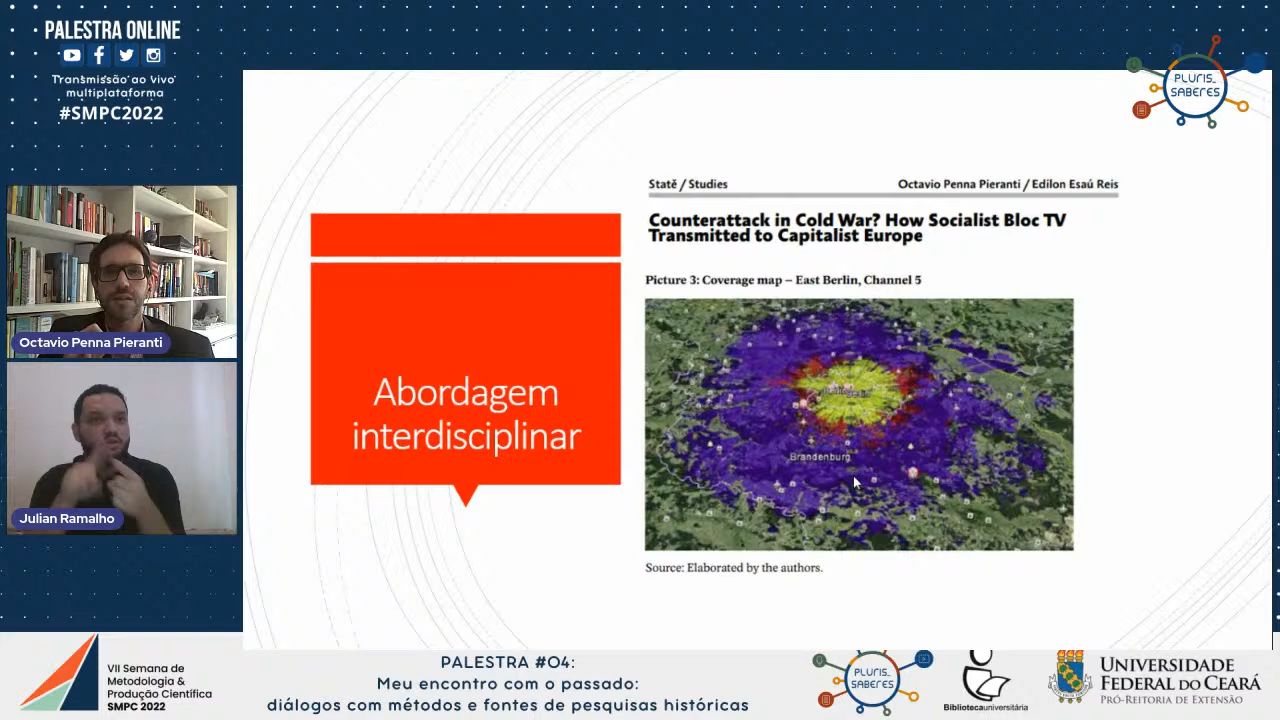 PALESTRA ONLINE
Transmissão ao vivo
multiplataforma
#SMPC2022
PLURIS_
SABERES
Octavio Penna Pieranti
Julian Ramalho
Abordagem
interdisciplinar
Statě / Studies
Octavio Penna Pieranti / Edilon Esaú Reis
Counterattack in Cold War? How Socialist Bloc TV
Transmitted to Capitalist Europe
Picture 3: Coverage map – East Berlin, Channel 5
Brandenburg
Source: Elaborated by the authors.
VII Semana de
Metodologia &
Produção Científica
SMPC 2022
PALESTRA #04:
Meu encontro com o passado:
diálogos com métodos e fontes de pesquisas históricas
PLURIS_
SABERES
Bibliotecauniversitária
UNIVERSIDADE
FEDERAL DO CEARÁ
PRÓ-REITORIA DE EXTENSÃO